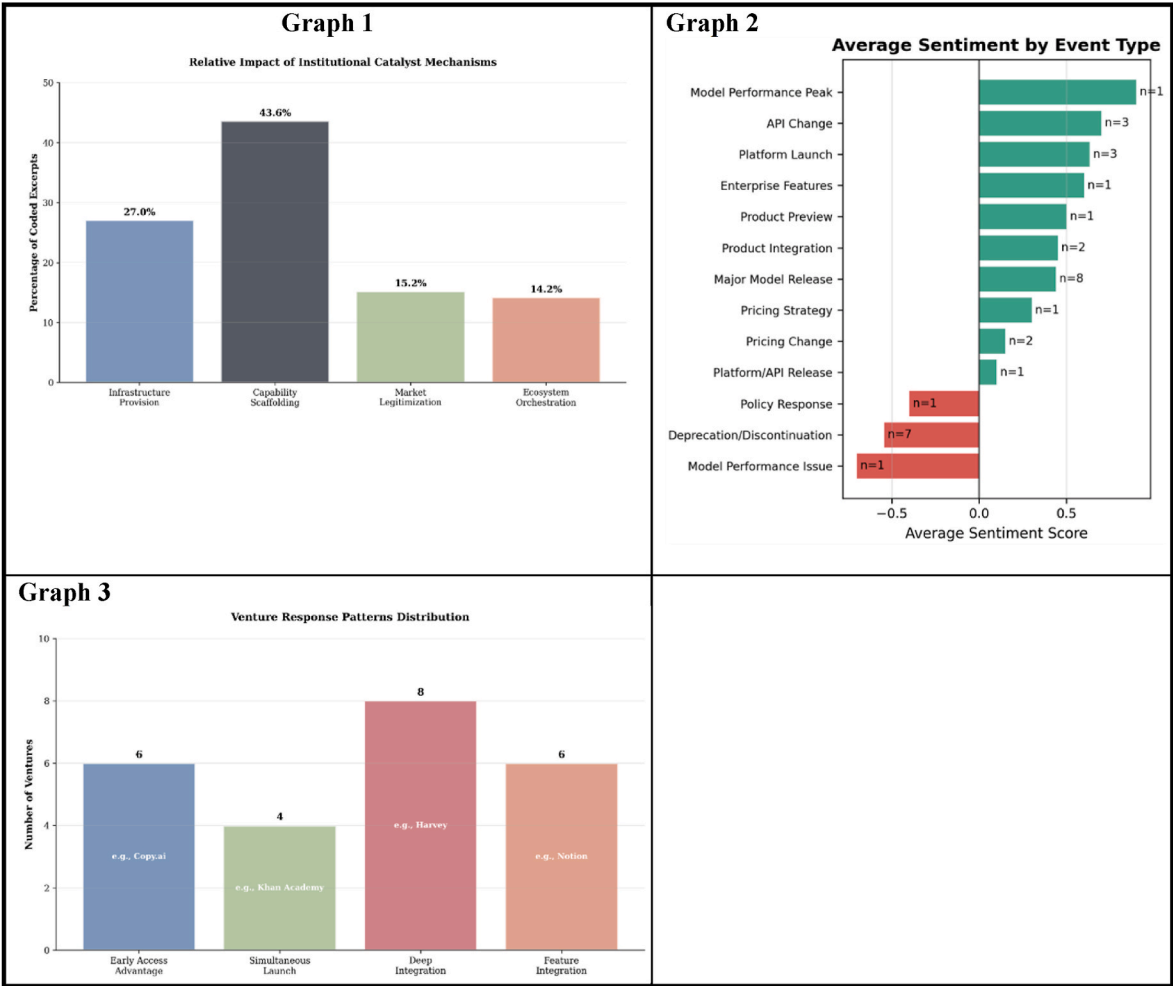 Graph 1
Relative Impact of Institutional Catalyst Mechanisms
Percentage of Coded Excerpts
50
40
30
20
10
0
27.0%
43.6%
15.2%
14.2%
Infrastructure
Provision
Capability
Scaffolding
Market
Legitimization
Ecosystem
Orchestration
Graph 2
Average Sentiment by Event Type
Model Performance Peak
n=1
API Change
n=3
Platform Launch
n=3
Enterprise Features
n=1
Product Preview
n=1
Product Integration
n=2
Major Model Release
n=8
Pricing Strategy
n=1
Pricing Change
n=2
Platform/API Release
n=1
Policy Response
n=1
Deprecation/Discontinuation
n=7
Model Performance Issue
n=1
−0.5
0.0
0.5
Average Sentiment Score
Graph 3
Venture Response Patterns Distribution
Number of Ventures
10
8
6
4
2
0
6
4
8
6
e.g., Copy.ai
e.g., Khan Academy
e.g., Harvey
e.g., Notion
Early Access
Advantage
Simultaneous
Launch
Deep
Integration
Feature
Integration